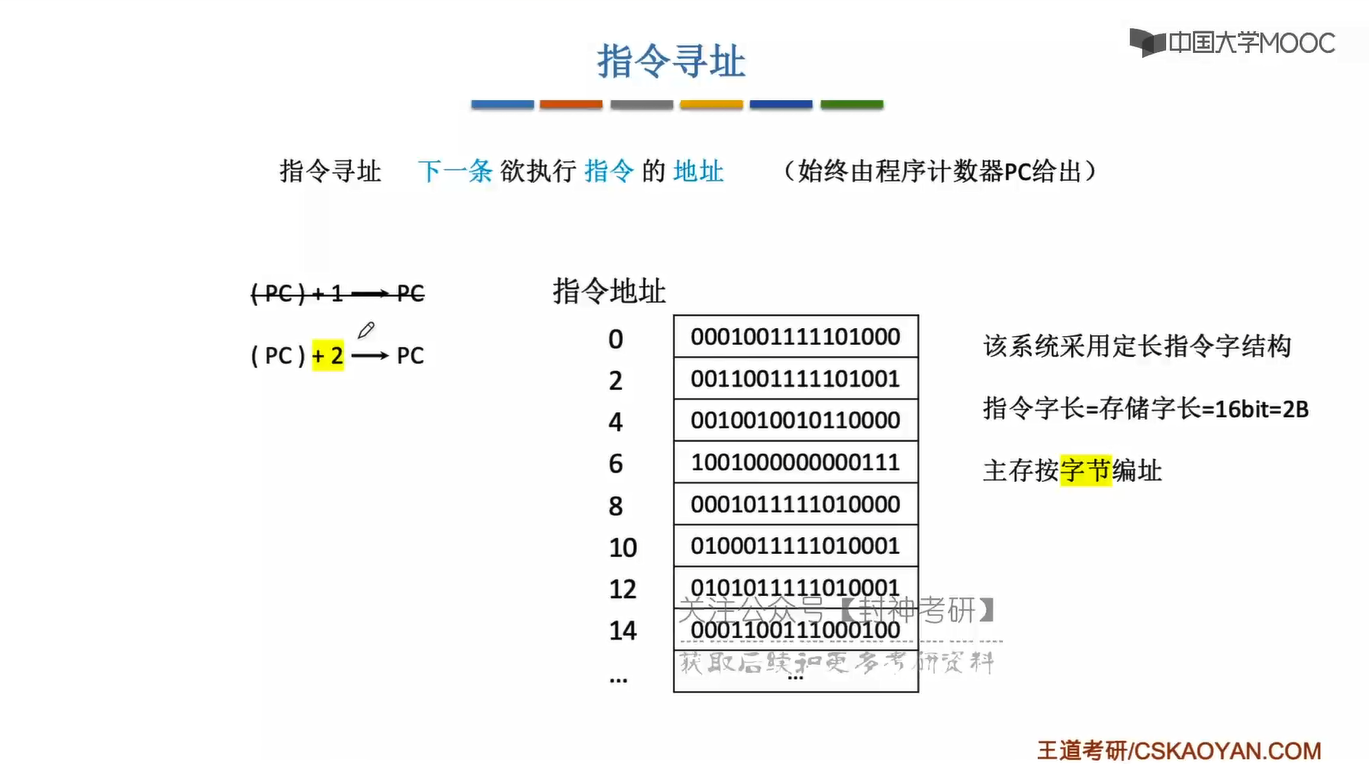 中国大学MOOC
指令寻址
指令寻址 下一条 欲执行 指令 的 地址 （始终由程序计数器PC给出）
( PC ) + 1 → PC
( PC ) + 2 → PC
指令地址
0 0001001111101000
2 0011001111101001
4 0010010010110000
6 1001000000000111
8 0001011111010000
10 0100011111010001
12 0101011111010001
14 0001100111000100
... ...
该系统采用定长指令字结构
指令字长=存储字长=16bit=2B
主存按字节编址
关注公众号【封神考研】
获取后续和更多考研资料
王道考研/CSKAOYAN.COM